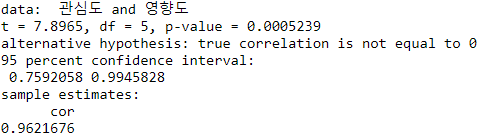 data:  관심도 and 영향도
t = 7.8965, df = 5, p-value = 0.0005239
alternative hypothesis: true correlation is not equal to 0
95 percent confidence interval:
 0.7592058 0.9945828
sample estimates:
      cor
0.9621676